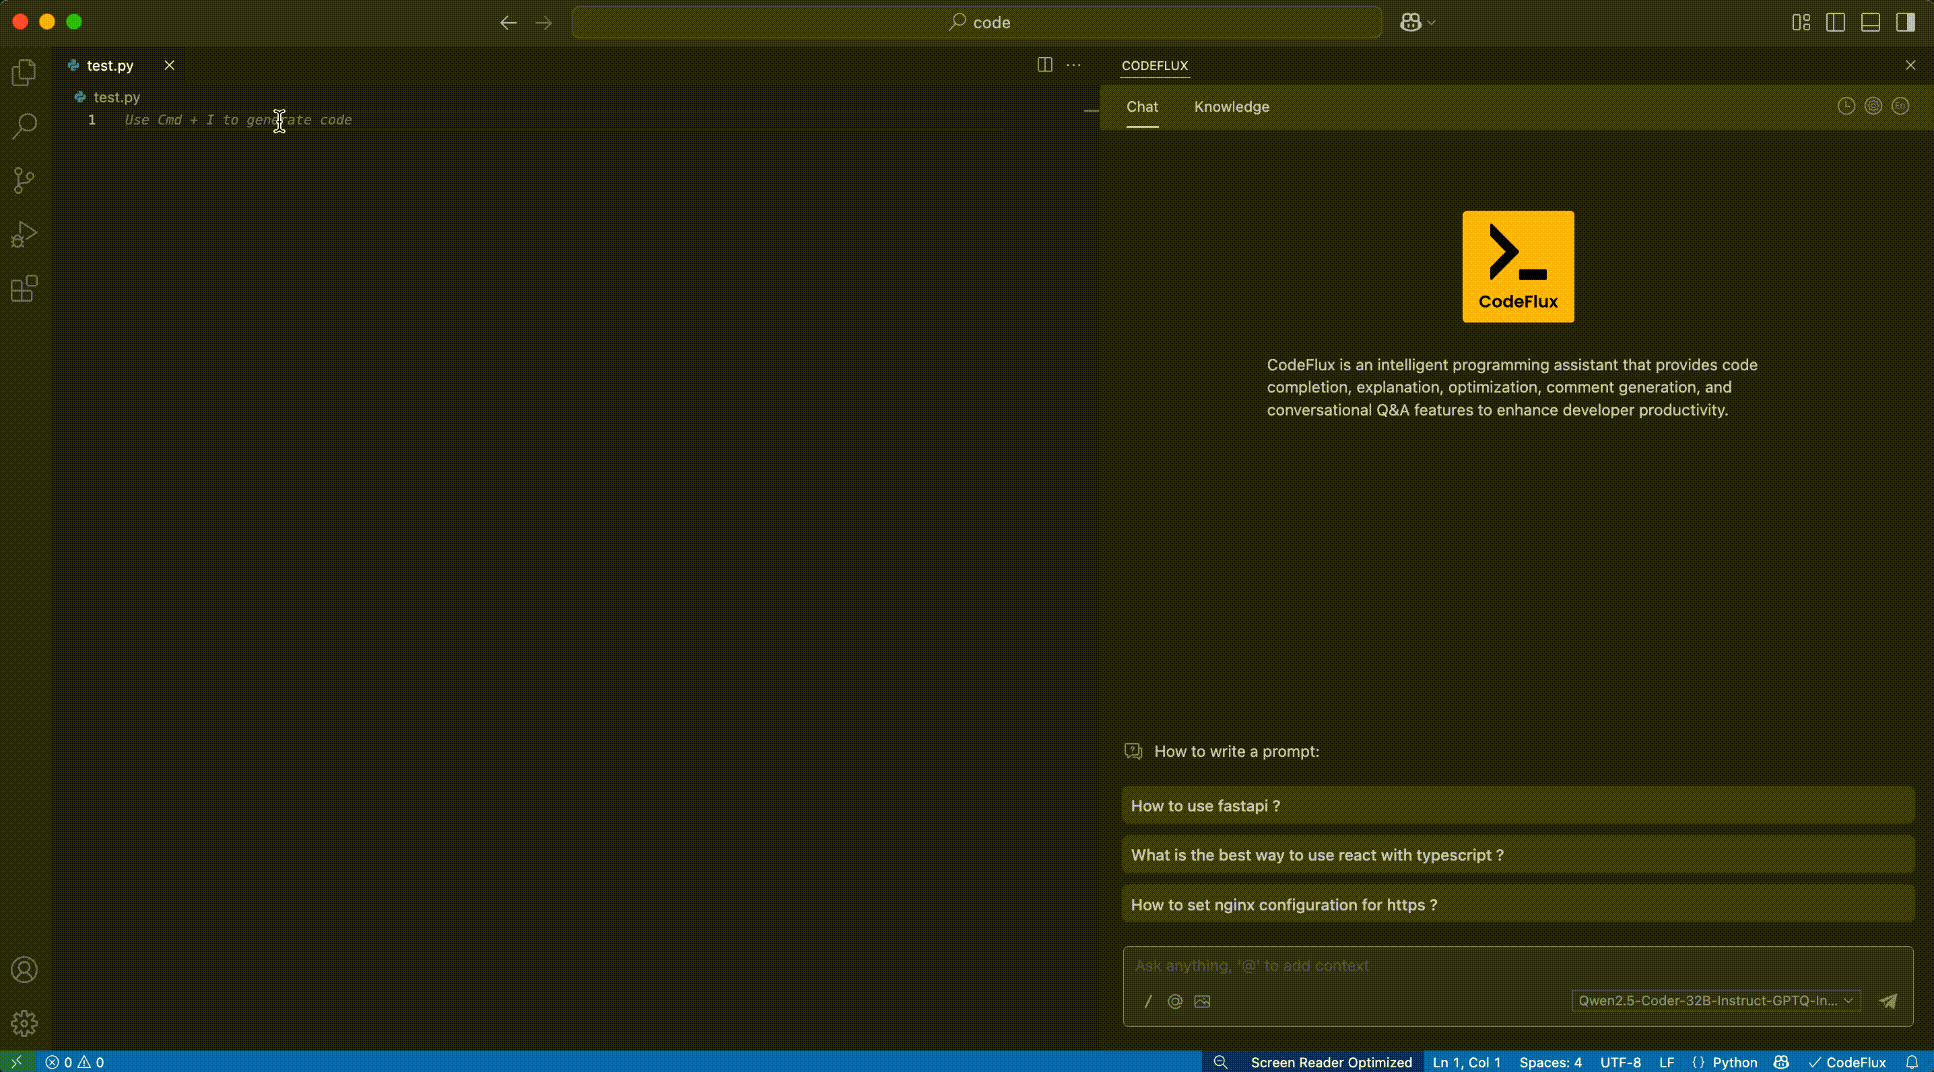 code
test.py
test.py
1 Use Cmd + I to generate code
CODEFLUX
Chat Knowledge
En
CodeFlux
CodeFlux is an intelligent programming assistant that provides code
completion, explanation, optimization, comment generation, and
conversational Q&A features to enhance developer productivity.
How to write a prompt:
How to use fastapi ?
What is the best way to use react with typescript ?
How to set nginx configuration for https ?
Ask anything, '@' to add context
/ @
Qwen2.5-Coder-32B-Instruct-GPTQ-In...
0 0 Screen Reader Optimized Ln 1, Col 1 Spaces: 4 UTF-8 LF {} Python CodeFlux